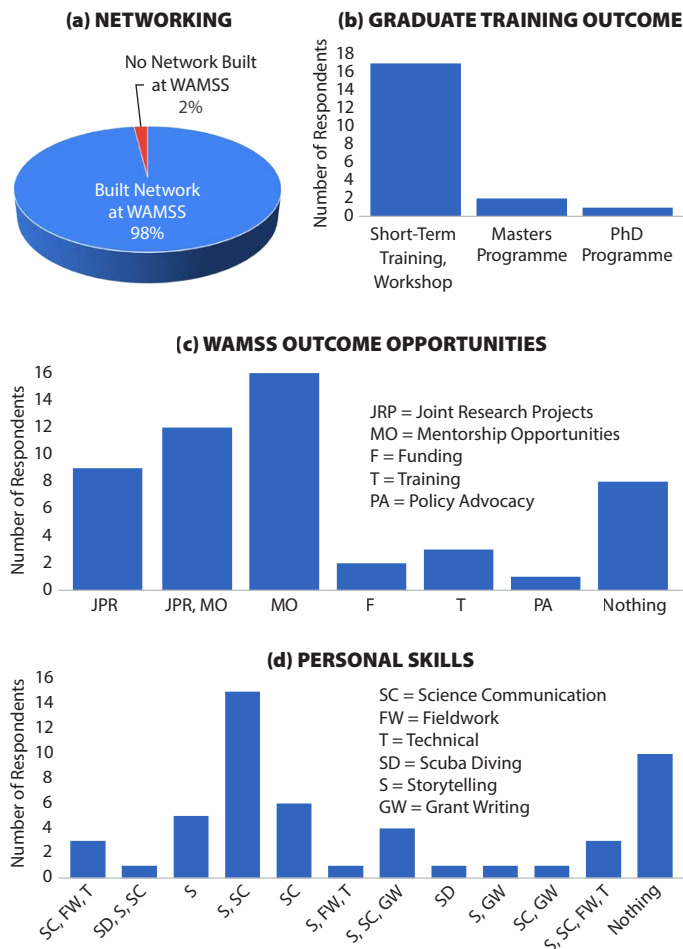 (a) NETWORKING
No Network Built
at WAMSS
2%
Built Network
at WAMSS
98%
(b) GRADUATE TRAINING OUTCOME
Number of Respondents
18
16
14
12
10
8
6
4
2
0
Short-Term
Training,
Workshop
Masters
Programme
PhD
Programme
(c) WAMSS OUTCOME OPPORTUNITIES
Number of Respondents
16
14
12
10
8
6
4
2
0
JRP = Joint Research Projects
MO = Mentorship Opportunities
F = Funding
T = Training
PA = Policy Advocacy
JPR
JPR, MO
MO
F
T
PA
Nothing
(d) PERSONAL SKILLS
Number of Respondents
16
14
12
10
8
6
4
2
0
SC = Science Communication
FW = Fieldwork
T = Technical
SD = Scuba Diving
S = Storytelling
GW = Grant Writing
SC, FW, T
SD, S, SC
S
S, SC
SC
S, FW, T
S, SC, GW
SD
S, GW
SC, GW
S, SC, FW, T
Nothing